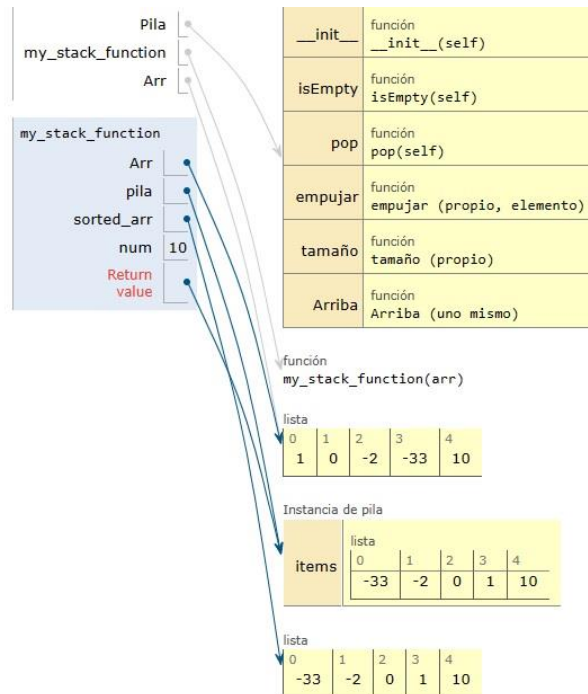 Pila
my_stack_function
Arr
__init__
función
__init__(self)
isEmpty
función
isEmpty(self)
pop
función
pop(self)
empujar
función
empujar (propio, elemento)
tamaño
función
tamaño (propio)
Arriba
función
Arriba (uno mismo)
my_stack_function
Arr
pila
sorted_arr
num 10
Return
value
función
my_stack_function(arr)
lista
0 1 2 3 4
1 0 -2 -33 10
Instancia de pila
items
lista
0 1 2 3 4
-33 -2 0 1 10
lista
0 1 2 3 4
-33 -2 0 1 10